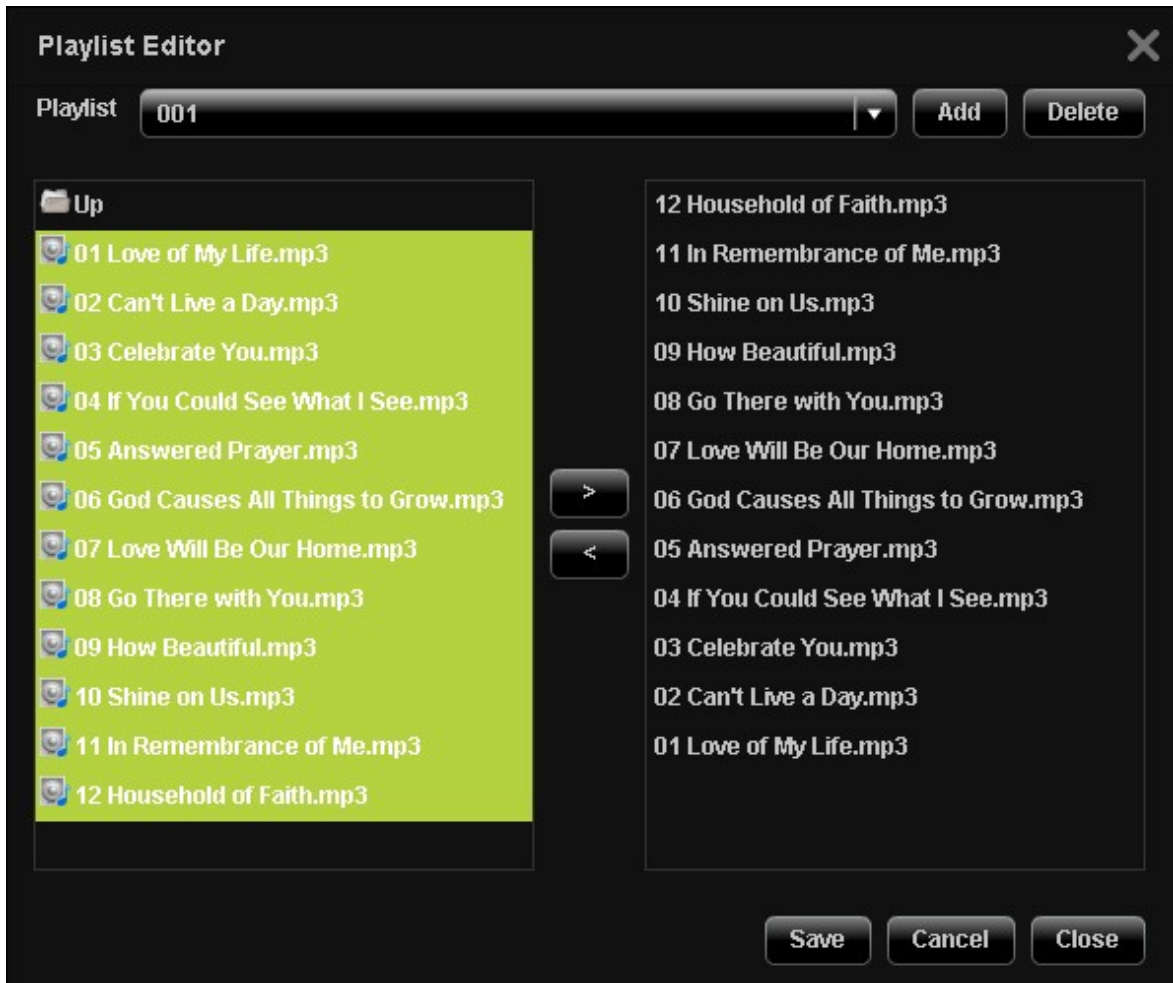 Playlist Editor
Playlist 001 Add Delete
Up
01 Love of My Life.mp3
02 Can't Live a Day.mp3
03 Celebrate You.mp3
04 If You Could See What I See.mp3
05 Answered Prayer.mp3
06 God Causes All Things to Grow.mp3
07 Love Will Be Our Home.mp3
08 Go There with You.mp3
09 How Beautiful.mp3
10 Shine on Us.mp3
11 In Remembrance of Me.mp3
12 Household of Faith.mp3
>
<
12 Household of Faith.mp3
11 In Remembrance of Me.mp3
10 Shine on Us.mp3
09 How Beautiful.mp3
08 Go There with You.mp3
07 Love Will Be Our Home.mp3
06 God Causes All Things to Grow.mp3
05 Answered Prayer.mp3
04 If You Could See What I See.mp3
03 Celebrate You.mp3
02 Can't Live a Day.mp3
01 Love of My Life.mp3
Save Cancel Close